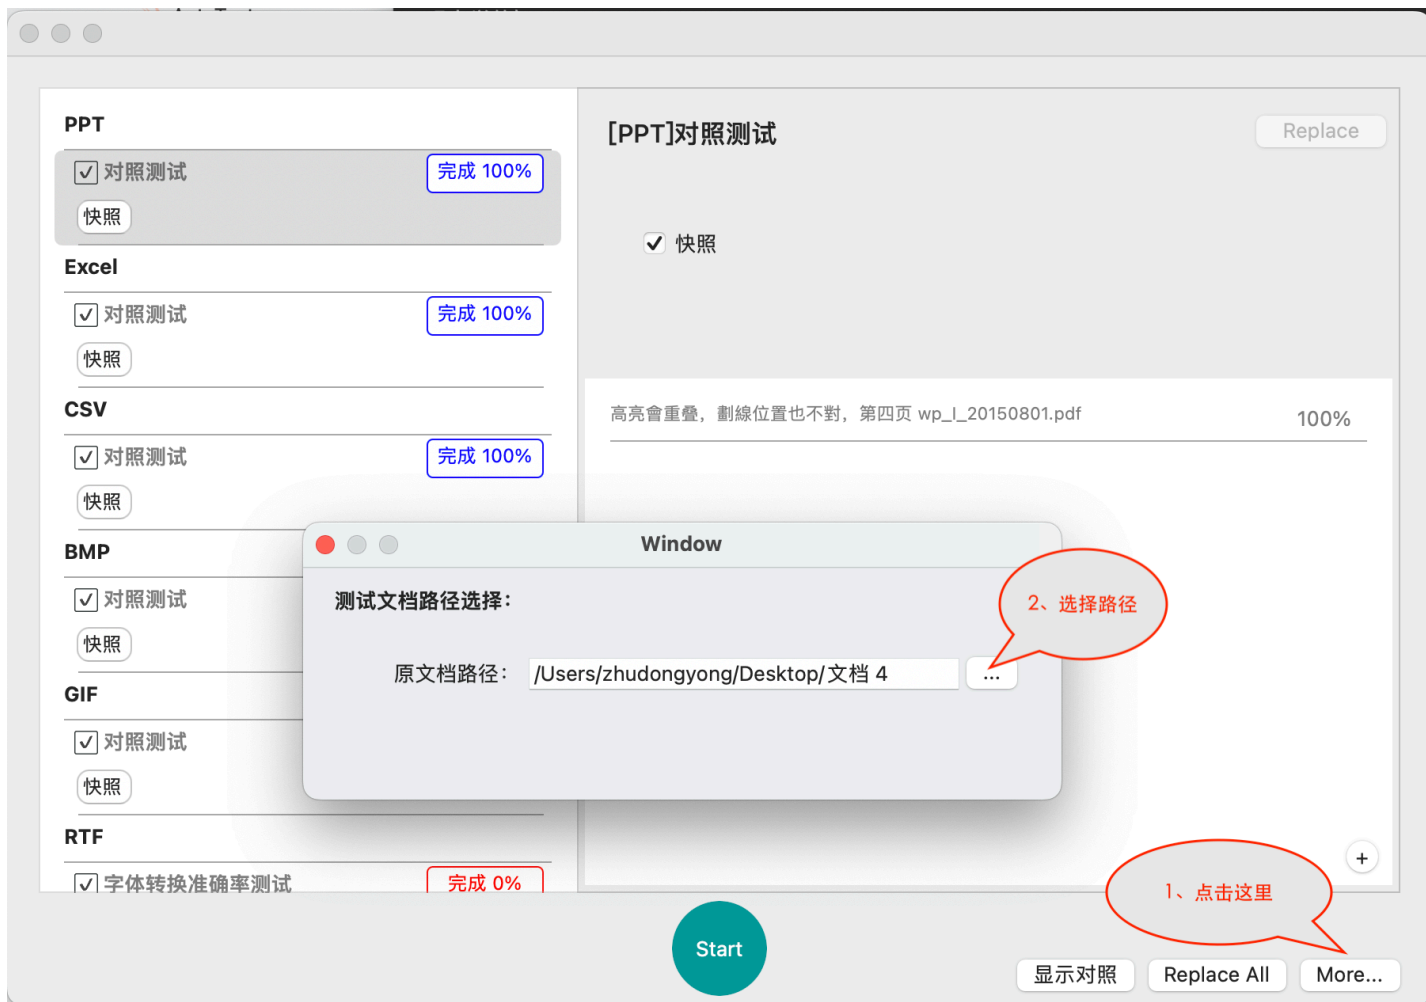 PPT
对照测试
完成 100%
快照
Excel
对照测试
完成 100%
快照
CSV
对照测试
完成 100%
快照
BMP
对照测试
快照
GIF
对照测试
快照
RTF
字体转换准确率测试
完成 0%
[PPT]对照测试
Replace
快照
高亮會重叠，劃線位置也不對，第四页 wp_l_20150801.pdf
100%
Window
测试文档路径选择：
原文档路径：
/Users/zhudongyong/Desktop/文档 4
...
2、选择路径
+
1、点击这里
Start
显示对照
Replace All
More...